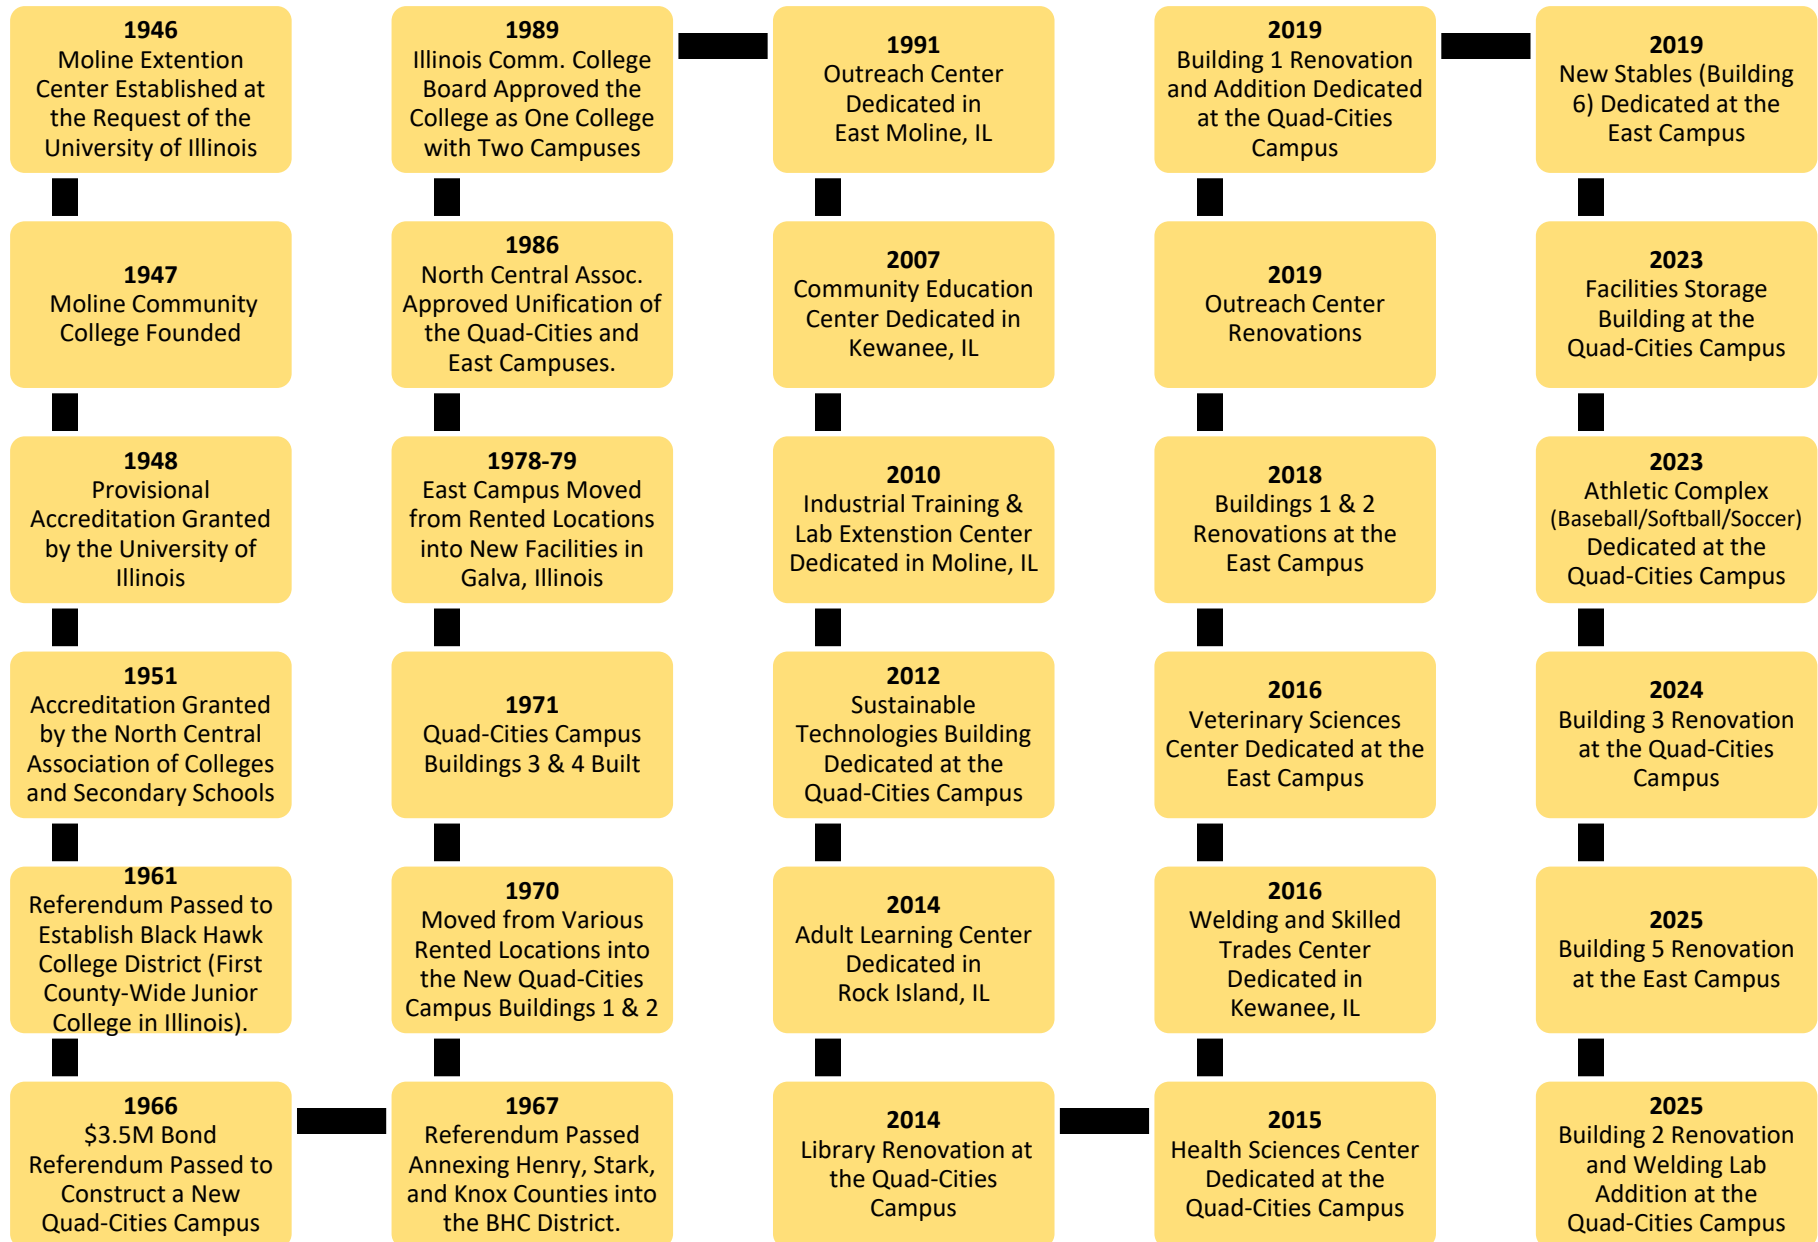 1946
Moline Extention
Center Established at
the Request of the
University of Illinois
1947
Moline Community
College Founded
1948
Provisional
Accreditation Granted
by the University of
Illinois
1951
Accreditation Granted
by the North Central
Association of Colleges
and Secondary Schools
1961
Referendum Passed to
Establish Black Hawk
College District (First
County-Wide Junior
College in Illinois).
1966
$3.5M Bond
Referendum Passed to
Construct a New
Quad-Cities Campus
1967
Referendum Passed
Annexing Henry, Stark,
and Knox Counties into
the BHC District.
1970
Moved from Various
Rented Locations into
the New Quad-Cities
Campus Buildings 1 & 2
1971
Quad-Cities Campus
Buildings 3 & 4 Built
1978-79
East Campus Moved
from Rented Locations
into New Facilities in
Galva, Illinois
1986
North Central Assoc.
Approved Unification of
the Quad-Cities and
East Campuses.
1989
Illinois Comm. College
Board Approved the
College as One College
with Two Campuses
1991
Outreach Center
Dedicated in
East Moline, IL
2007
Community Education
Center Dedicated in
Kewanee, IL
2010
Industrial Training &
Lab Extenstion Center
Dedicated in Moline, IL
2012
Sustainable
Technologies Building
Dedicated at the
Quad-Cities Campus
2014
Adult Learning Center
Dedicated in
Rock Island, IL
2014
Library Renovation at
the Quad-Cities
Campus
2015
Health Sciences Center
Dedicated at the
Quad-Cities Campus
2016
Welding and Skilled
Trades Center
Dedicated in
Kewanee, IL
2016
Veterinary Sciences
Center Dedicated at the
East Campus
2018
Buildings 1 & 2
Renovations at the
East Campus
2019
Outreach Center
Renovations
2019
Building 1 Renovation
and Addition Dedicated
at the Quad-Cities
Campus
2019
New Stables (Building
6) Dedicated at the
East Campus
2023
Facilities Storage
Building at the
Quad-Cities Campus
2023
Athletic Complex
(Baseball/Softball/Soccer)
Dedicated at the
Quad-Cities Campus
2024
Building 3 Renovation
at the Quad-Cities
Campus
2025
Building 5 Renovation
at the East Campus
2025
Building 2 Renovation
and Welding Lab
Addition at the
Quad-Cities Campus